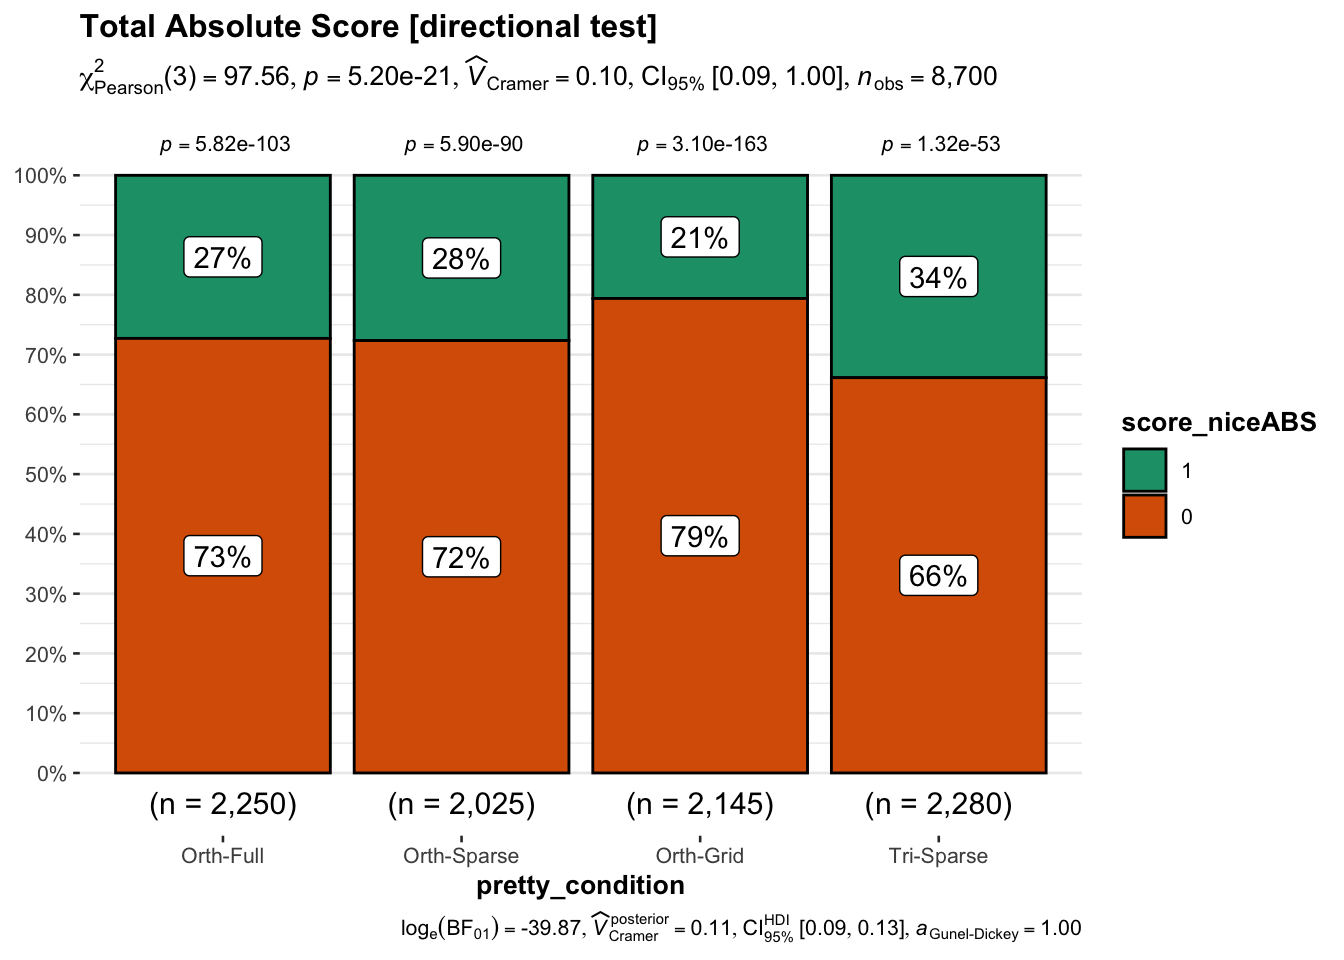 Total Absolute Score [directional test]
χ²Pearson(3) = 97.56, p = 5.20e-21, V̂Cramer = 0.10, CI95% [0.09, 1.00], nobs = 8,700
p = 5.82e-103 p = 5.90e-90 p = 3.10e-163 p = 1.32e-53
100%
90%
80%
70%
60%
50%
40%
30%
20%
10%
0%
27% 28% 21% 34%
73% 72% 79% 66%
score_niceABS
1
0
(n = 2,250) (n = 2,025) (n = 2,145) (n = 2,280)
Orth-Full Orth-Sparse Orth-Grid Tri-Sparse
pretty_condition
loge(BF01) = -39.87, V̂Cramer posterior = 0.11, CI95% HDI [0.09, 0.13], aGunel-Dickey = 1.00